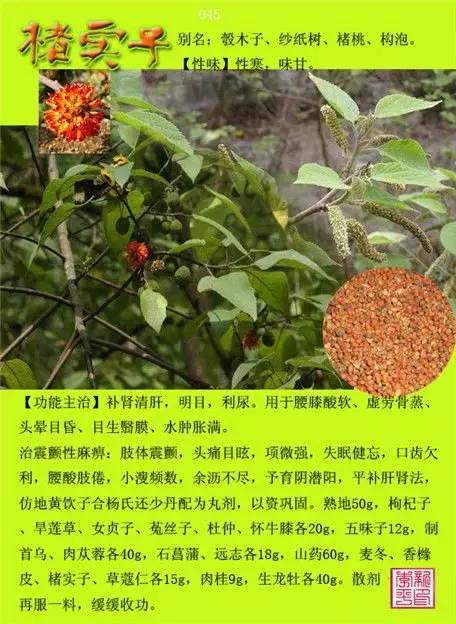 045
楮实子
别名：彀木子、纱纸树、楮桃、构泡。
【性味】性寒，味甘。
【功能主治】补肾清肝，明目，利尿。用于腰膝酸软、虚劳骨蒸、
头晕目昏、目生翳膜、水肿胀满。
治震颤性麻痹：肢体震颤，头痛目眩，项微强，失眠健忘，口齿欠
利，腰酸肢倦，小溲频数，余沥不尽，予育阴潜阳，平补肝肾法，
仿地黄饮子合杨氏还少丹配为丸剂，以资巩固。熟地50g，枸杞子
、旱莲草、女贞子、菟丝子、杜仲、怀牛膝各20g，五味子12g，制
首乌、肉苁蓉各40g，石菖蒲、远志各18g，山药60g，麦冬、香橼
皮、楮实子、草蔻仁各15g，肉桂9g，生龙牡各40g。散剂
再服一料，缓缓收功。